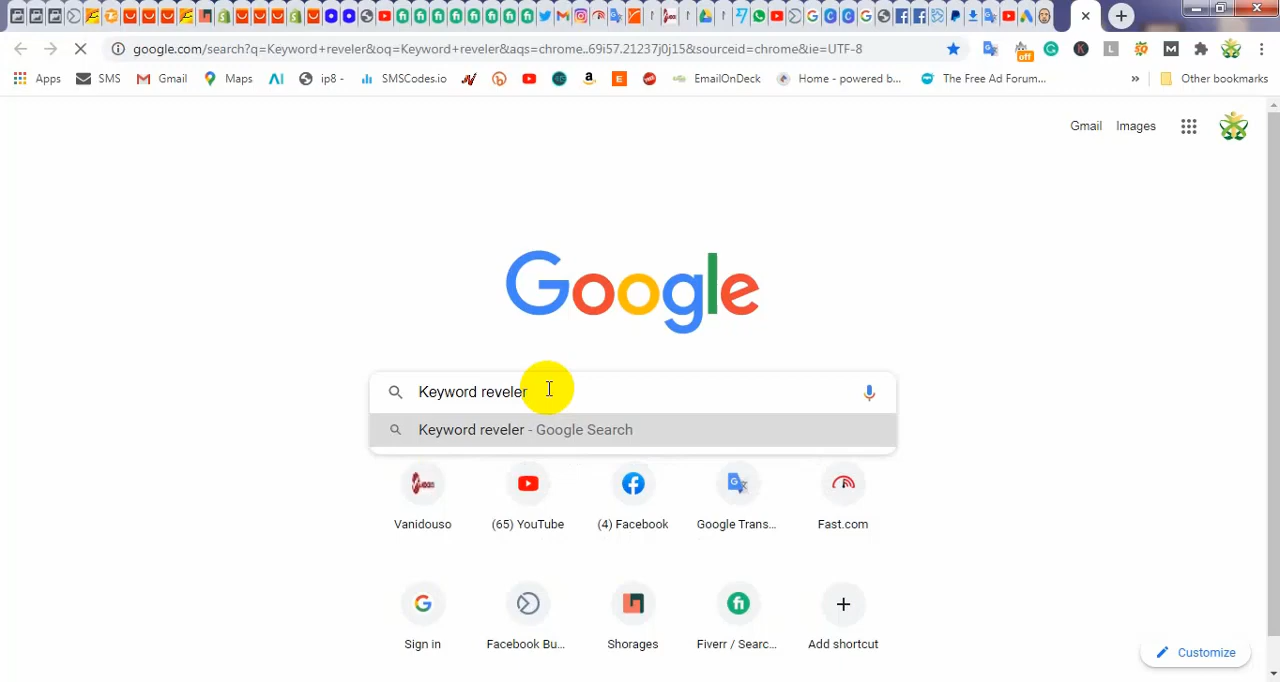 google.com/search?q=Keyword+reveler&oq=Keyword+reveler&aqs=chrome..69i57.21237j0j15&sourceid=chrome&ie=UTF-8
Apps SMS Gmail Maps ip8 - SMSCodes.io EmailOnDeck Home - powered b... The Free Ad Forum... » Other bookmarks
Gmail Images
Google
Keyword reveler
Keyword reveler - Google Search
Vanidouso (65) YouTube (4) Facebook Google Trans... Fast.com
Sign in Facebook Bu... Shorages Fiverr / Searc... Add shortcut
Customize